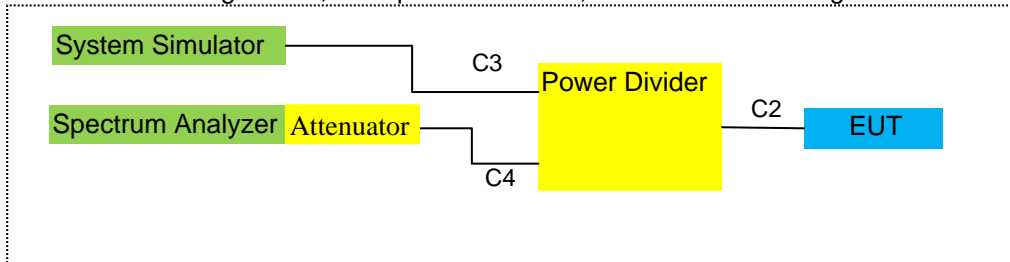 System Simulator
C3
Power Divider
C2
Spectrum Analyzer
Attenuator
EUT
C4